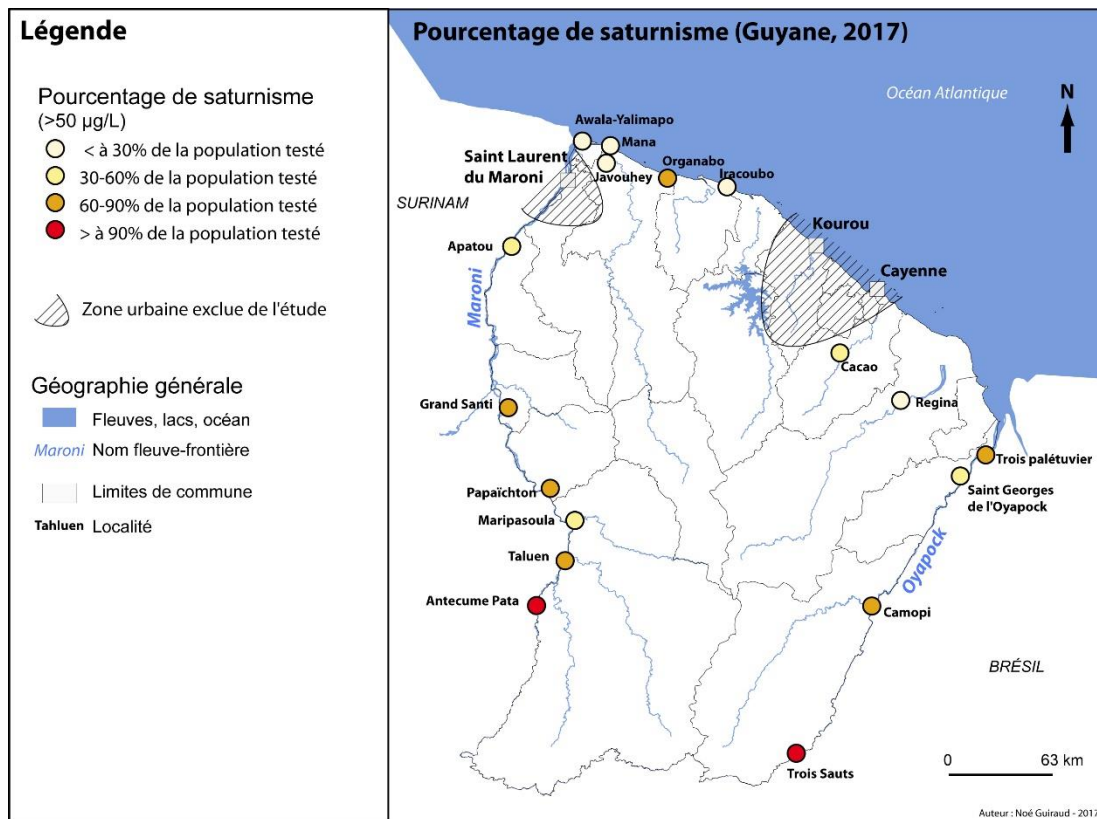 Légende
Pourcentage de saturnisme
(>50 µg/L)
< à 30% de la population testé
30-60% de la population testé
60-90% de la population testé
> à 90% de la population testé
Zone urbaine exclue de l'étude
Géographie générale
Fleuves, lacs, océan
Maroni Nom fleuve-frontière
Limites de commune
Tahluen Localité
Pourcentage de saturnisme (Guyane, 2017)
Océan Atlantique
N
Awala-Yalimapo
Mana
Saint Laurent
du Maroni
Javouhey
Organabo
Iracoubo
SURINAM
Kourou
Apatou
Cayenne
Maroni
Cacao
Regina
Grand Santi
Trois palétuvier
Saint Georges
de l'Oyapock
Papaïchton
Maripasoula
Taluen
Oyapock
Antecume Pata
Camopi
BRÉSIL
Trois Sauts
0 63 km
Auteur : Noé Guiraud - 2017